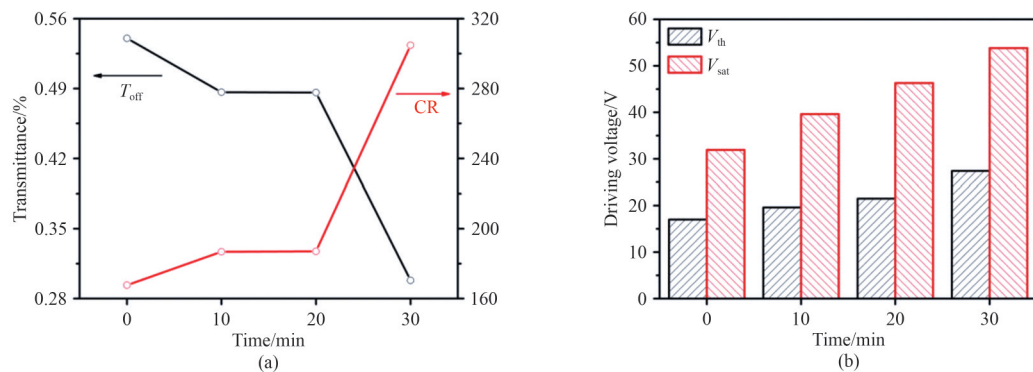 0.56
0.49
0.42
0.35
0.28
Transmittance/%
T_off
CR
320
280
240
200
160
0 10 20 30
Time/min
(a)
60
50
40
30
20
10
0
Driving voltage/V
V_th
V_sat
0 10 20 30
Time/min
(b)